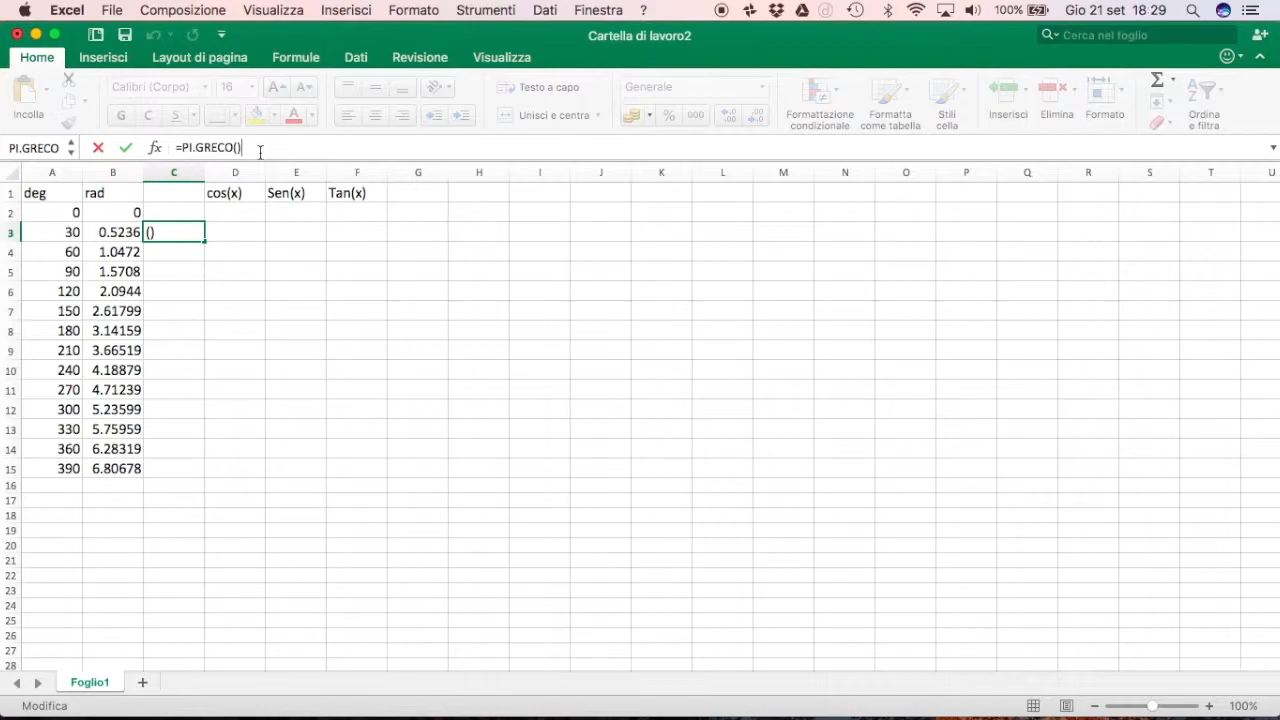 Excel File Composizione Visualizza Inserisci Formato Strumenti Dati Finestra ? 100% Gio 21 set 18:29
Cartella di lavoro2 Cerca nel foglio
Home Inserisci Layout di pagina Formule Dati Revisione Visualizza
Incolla Calibri (Corpo) 16 A A G C S A Testo a capo Unisci e centra Generale % 000 Formattazione condizionale Formatta come tabella Stili cella Inserisci Elimina Formato Ordina e filtra
PI.GRECO fx =PI.GRECO()
A B C D E F G H I J K L M N O P Q R S T U
1 deg rad cos(x) Sen(x) Tan(x)
2 0 0
3 30 0.5236 ()
4 60 1.0472
5 90 1.5708
6 120 2.0944
7 150 2.61799
8 180 3.14159
9 210 3.66519
10 240 4.18879
11 270 4.71239
12 300 5.23599
13 330 5.75959
14 360 6.28319
15 390 6.80678
16
17
18
19
20
21
22
23
24
25
26
27
28
Foglio1
Modifica 100%